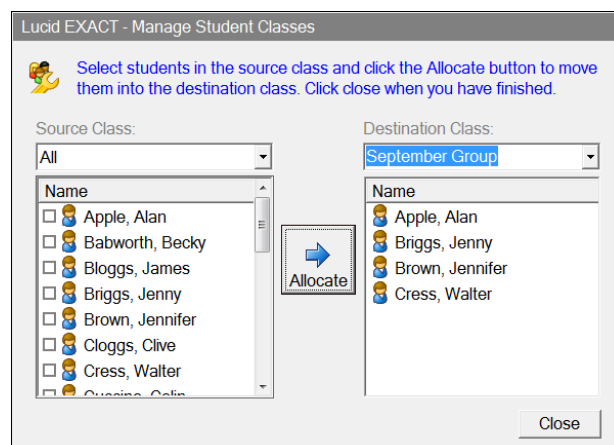 Lucid EXACT - Manage Student Classes
Select students in the source class and click the Allocate button to move
them into the destination class. Click close when you have finished.
Source Class:
All
Name
Apple, Alan
Babworth, Becky
Bloggs, James
Briggs, Jenny
Brown, Jennifer
Cloggs, Clive
Cress, Walter
Allocate
Destination Class:
September Group
Name
Apple, Alan
Briggs, Jenny
Brown, Jennifer
Cress, Walter
Close